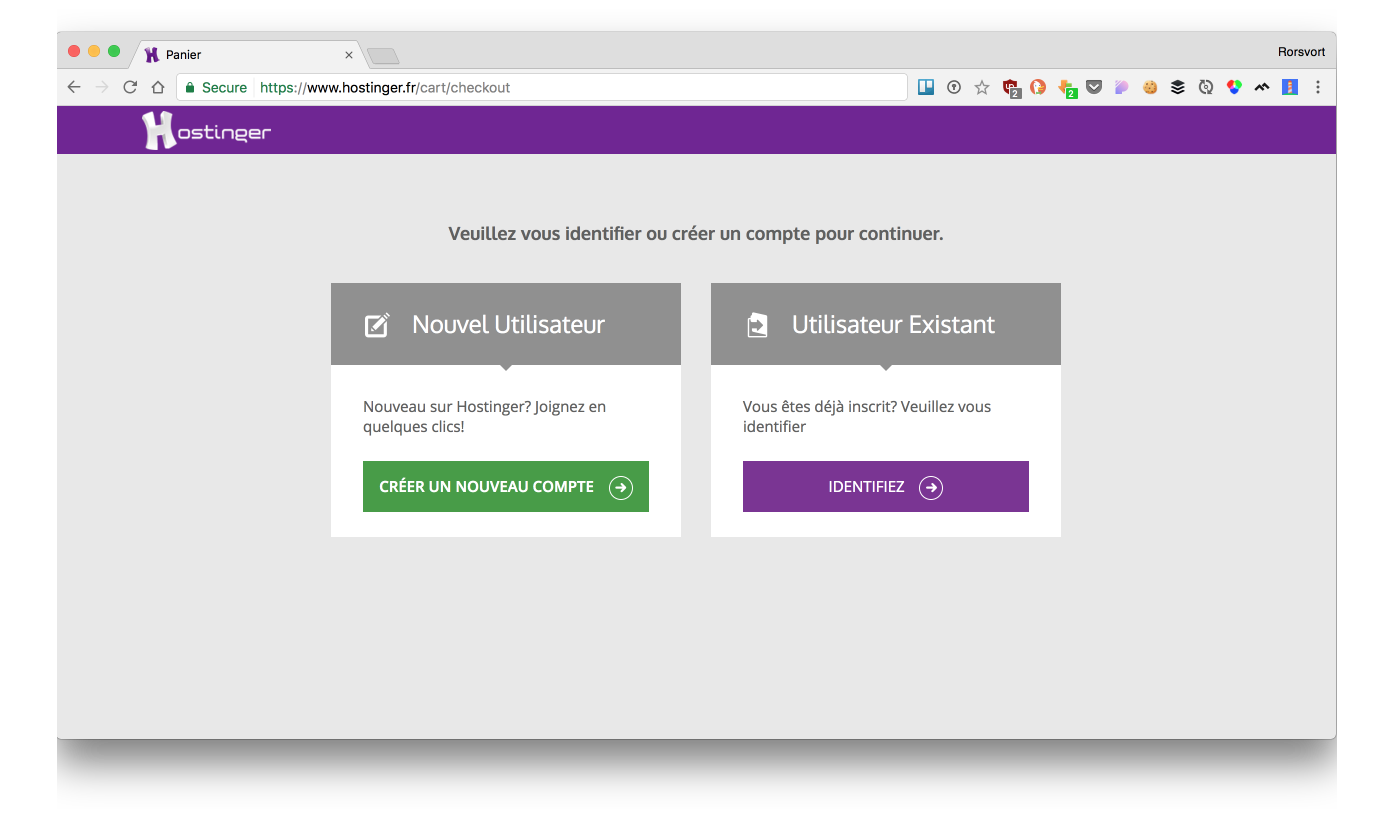 Panier
Rorsvort
Secure https://www.hostinger.fr/cart/checkout
2
2
Hostinger
Veuillez vous identifier ou créer un compte pour continuer.
Nouvel Utilisateur
Nouveau sur Hostinger? Joignez en
quelques clics!
CRÉER UN NOUVEAU COMPTE
Utilisateur Existant
Vous êtes déjà inscrit? Veuillez vous
identifier
IDENTIFIEZ